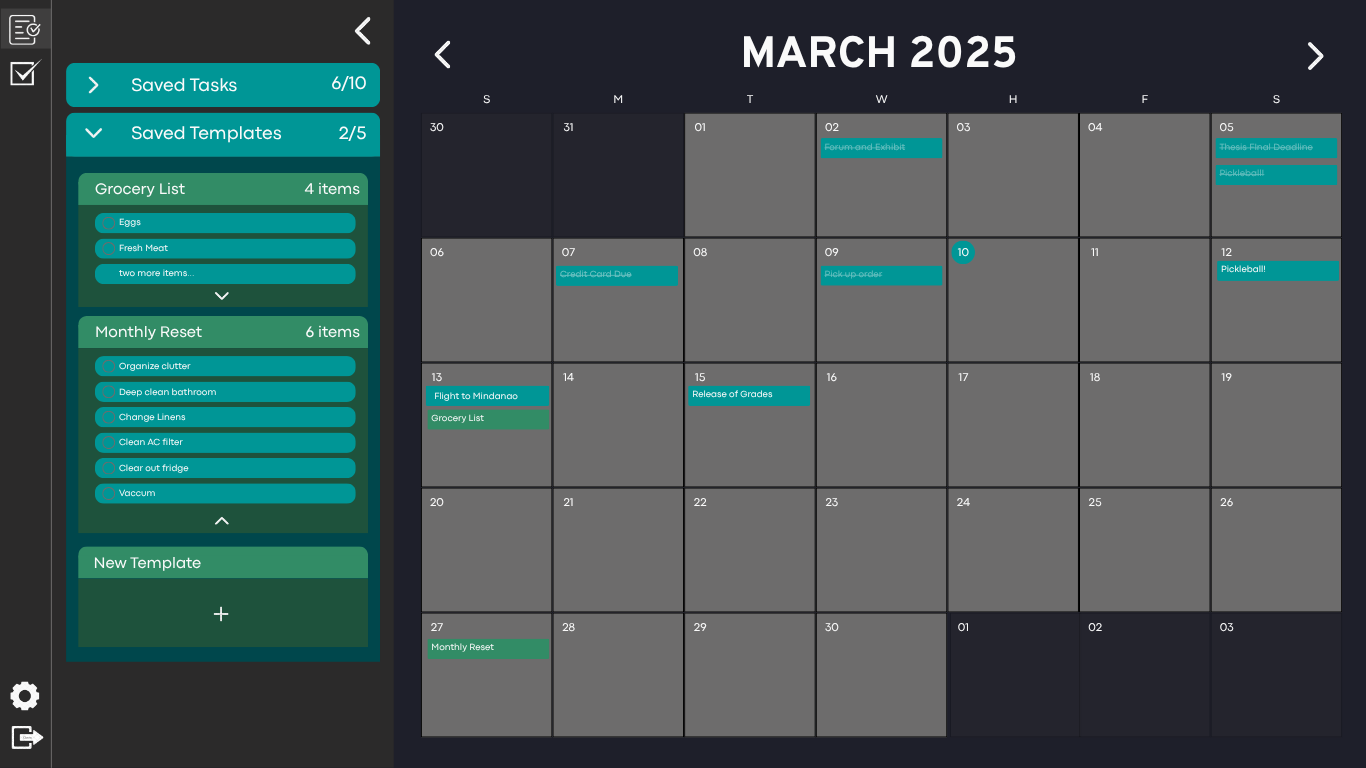 Saved Tasks 6/10
Saved Templates 2/5
Grocery List 4 items
Eggs
Fresh Meat
two more items...
Monthly Reset 6 items
Organize clutter
Deep clean bathroom
Change Linens
Clean AC filter
Clear out fridge
Vaccum
New Template
+
MARCH 2025
S M T W H F S
30 31 01 02 03 04 05
Forum and Exhibit Thesis Final Deadline
Pickleball!
06 07 08 09 10 11 12
Credit Card Due Pick up order Pickleball!
13 14 15 16 17 18 19
Flight to Mindanao Release of Grades
Grocery List
20 21 22 23 24 25 26
27 28 29 30 01 02 03
Monthly Reset